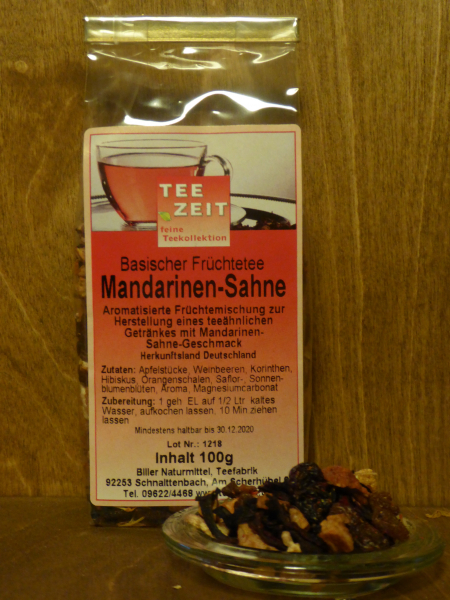 TEE
ZEIT
feine
Teekollektion
Basischer Früchtetee
Mandarinen-Sahne
Aromatisierte Früchtemischung zur
Herstellung eines teeähnlichen
Getränkes mit Mandarinen-
Sahne-Geschmack
Herkunftsland Deutschland
Zutaten: Apfelstücke, Weinbeeren, Korinthen,
Hibiskus, Orangenschalen, Saflor-, Sonnen-
blumenblüten, Aroma, Magnesiumcarbonat
Zubereitung: 1 geh. EL auf 1/2 Ltr. kaltes
Wasser, aufkochen lassen, 10 Min ziehen
lassen
Mindestens haltbar bis 30.12.2020
Lot Nr.: 1218
Inhalt 100g
Biller Naturmittel, Teefabrik
92253 Schnaittenbach, Am Scherhübel
Tel. 09622/4468